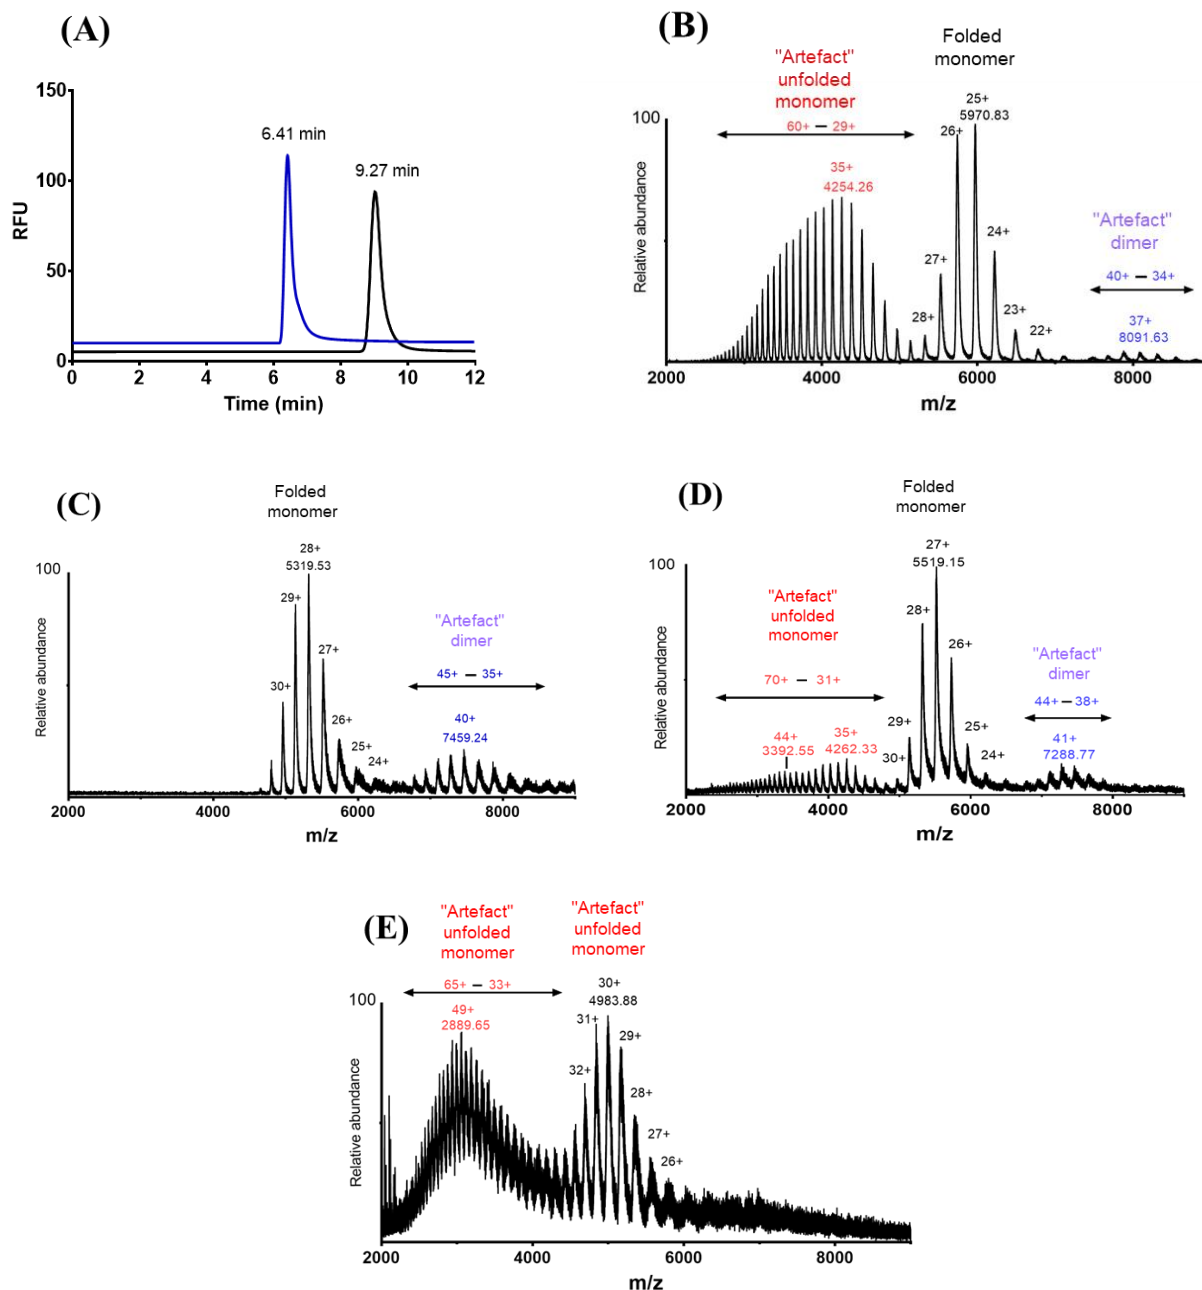 (A)
150
100
50
0
RFU
6.41 min
9.27 min
0
2
4
6
8
10
12
Time (min)
(B)
"Artefact"
unfolded
monomer
60+ – 29+
35+
4254.26
Folded
monomer
25+
5970.83
26+
27+
28+
24+
23+
22+
"Artefact"
dimer
40+ – 34+
37+
8091.63
100
Relative abundance
2000
4000
6000
8000
m/z
(C)
Folded
monomer
28+
5319.53
29+
30+
27+
26+
25+
24+
"Artefact"
dimer
45+ – 35+
40+
7459.24
100
Relative abundance
2000
4000
6000
8000
m/z
(D)
"Artefact"
unfolded
monomer
70+ – 31+
44+
3392.55
35+
4262.33
Folded
monomer
27+
5519.15
28+
29+
30+
26+
25+
24+
"Artefact"
dimer
44+ – 38+
41+
7288.77
100
Relative abundance
2000
4000
6000
8000
m/z
(E)
"Artefact"
unfolded
monomer
65+ – 33+
49+
2889.65
"Artefact"
unfolded
monomer
30+
4983.88
31+
32+
29+
28+
27+
26+
100
Relative abundance
2000
4000
6000
8000
m/z